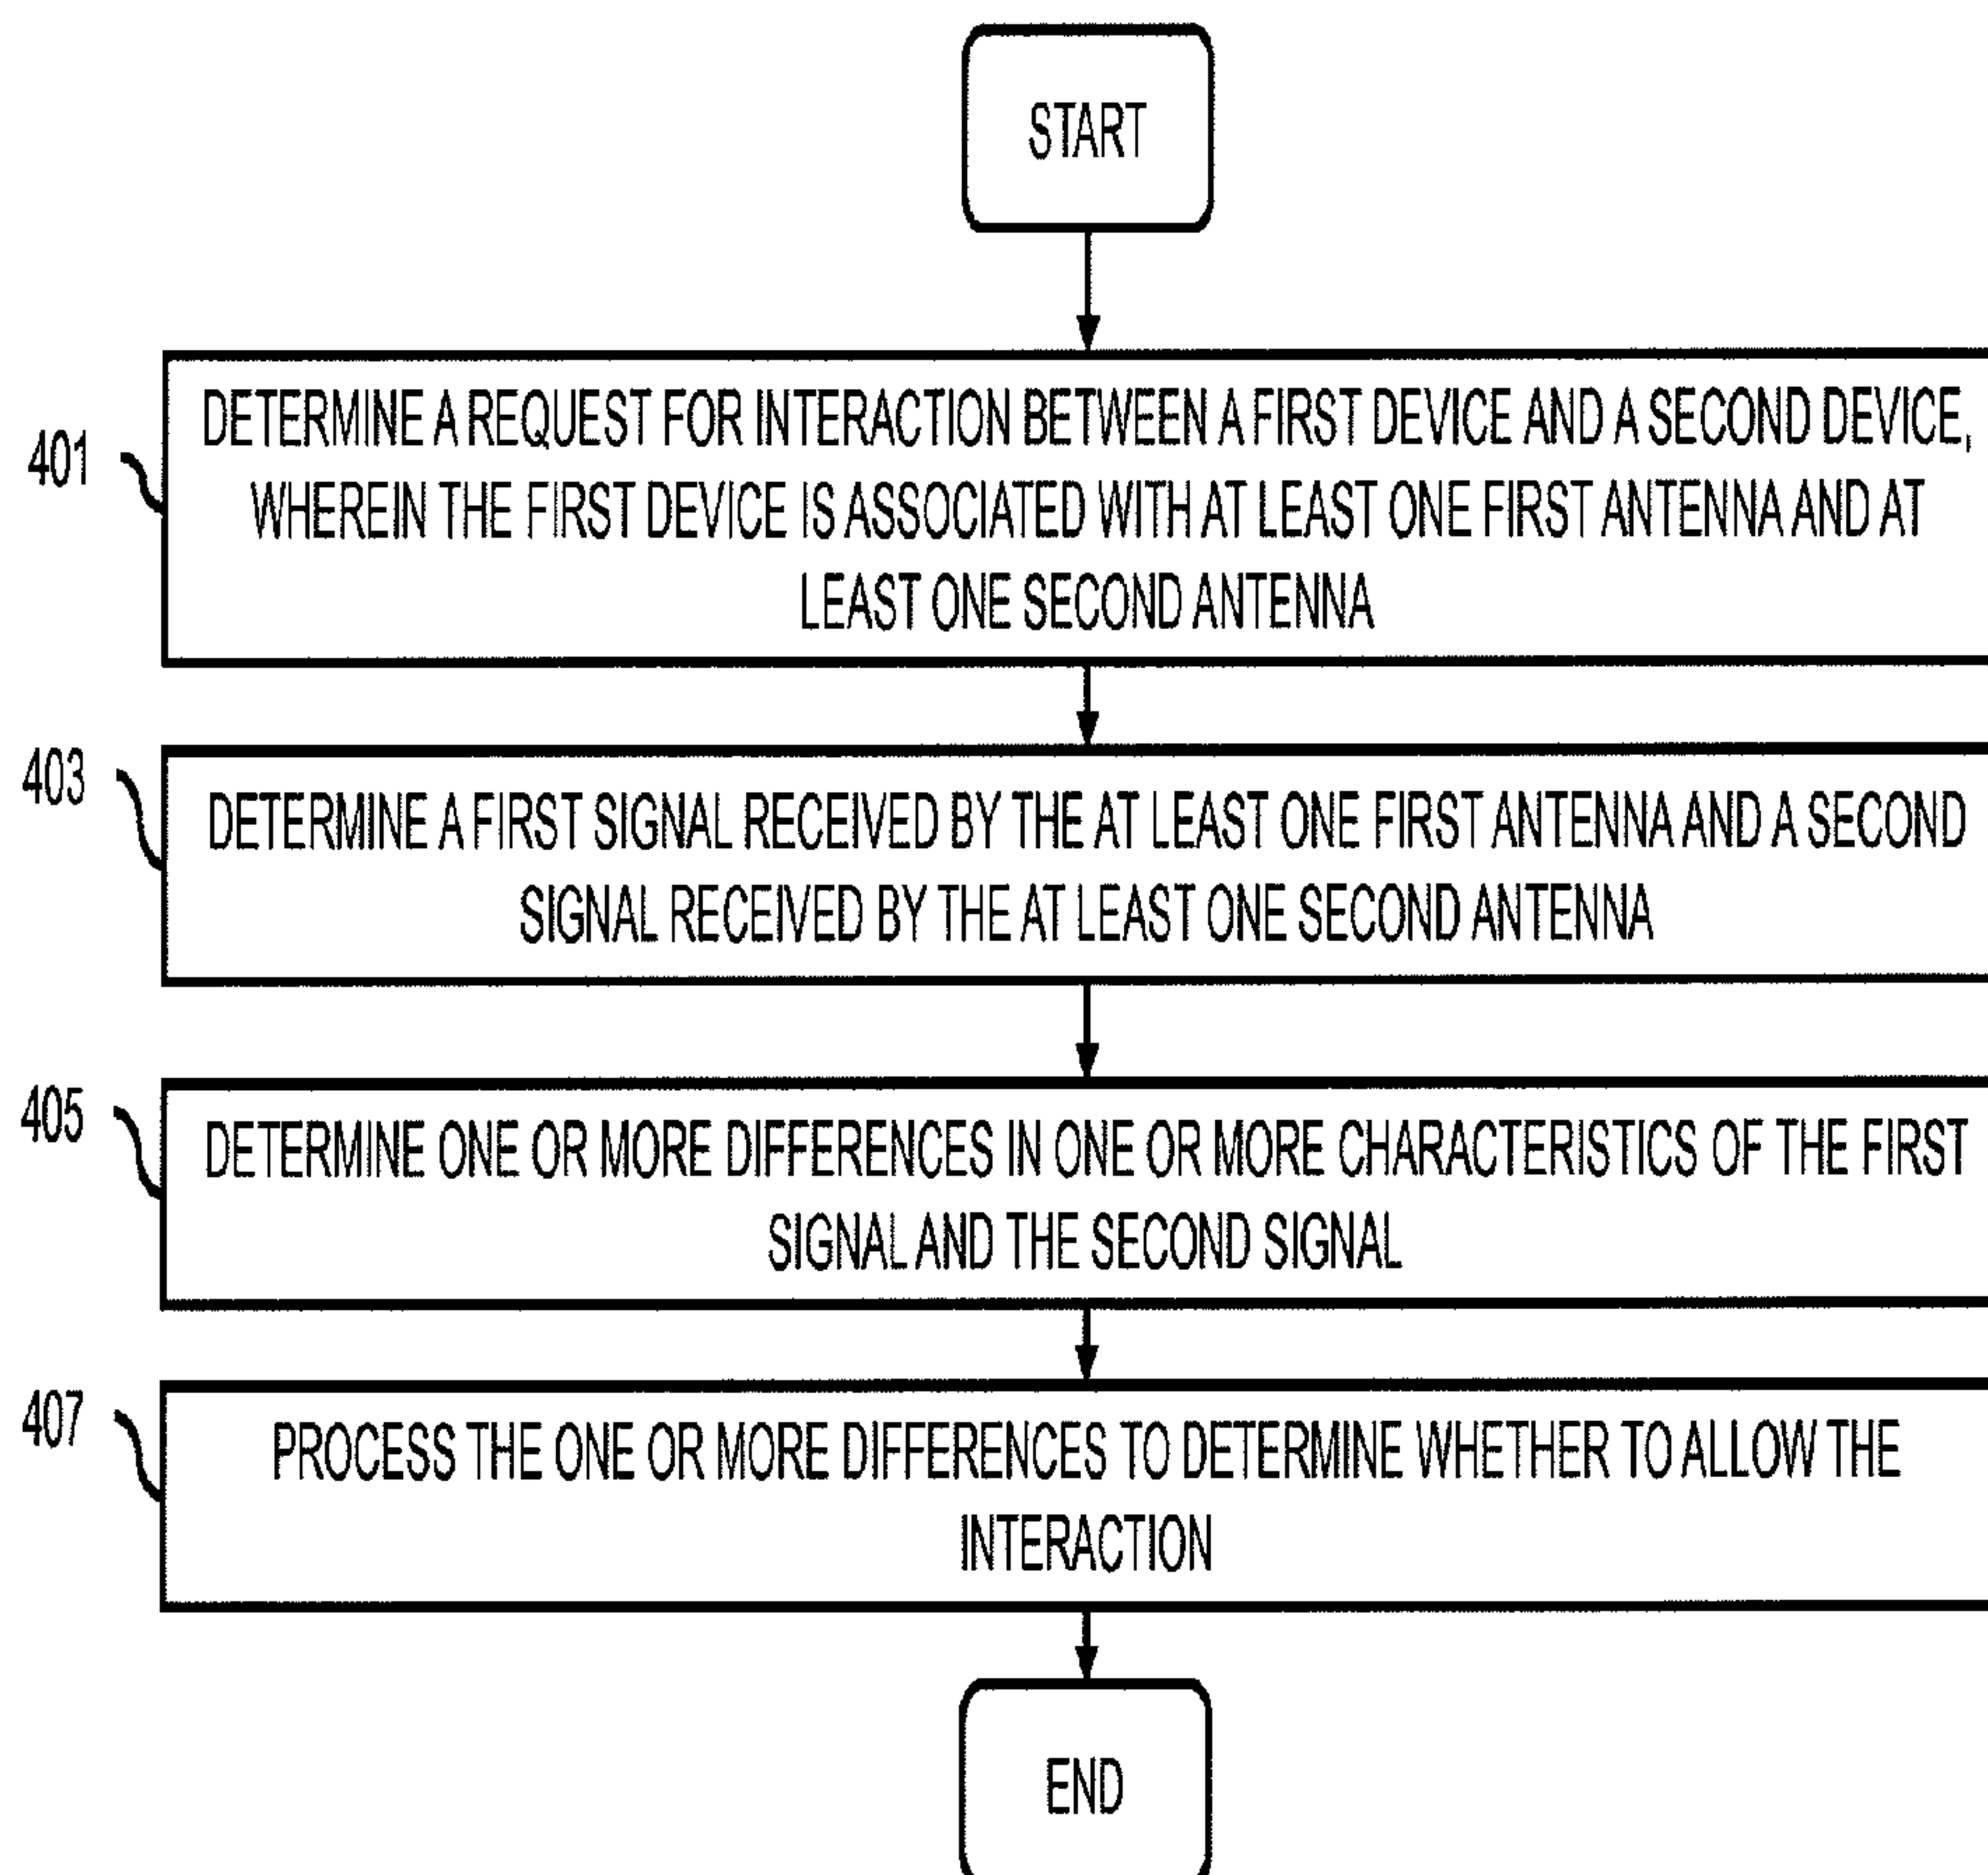 START
401
DETERMINE A REQUEST FOR INTERACTION BETWEEN A FIRST DEVICE AND A SECOND DEVICE,
WHEREIN THE FIRST DEVICE IS ASSOCIATED WITH AT LEAST ONE FIRST ANTENNA AND AT
LEAST ONE SECOND ANTENNA
403
DETERMINE A FIRST SIGNAL RECEIVED BY THE AT LEAST ONE FIRST ANTENNA AND A SECOND
SIGNAL RECEIVED BY THE AT LEAST ONE SECOND ANTENNA
405
DETERMINE ONE OR MORE DIFFERENCES IN ONE OR MORE CHARACTERISTICS OF THE FIRST
SIGNAL AND THE SECOND SIGNAL
407
PROCESS THE ONE OR MORE DIFFERENCES TO DETERMINE WHETHER TO ALLOW THE
INTERACTION
END